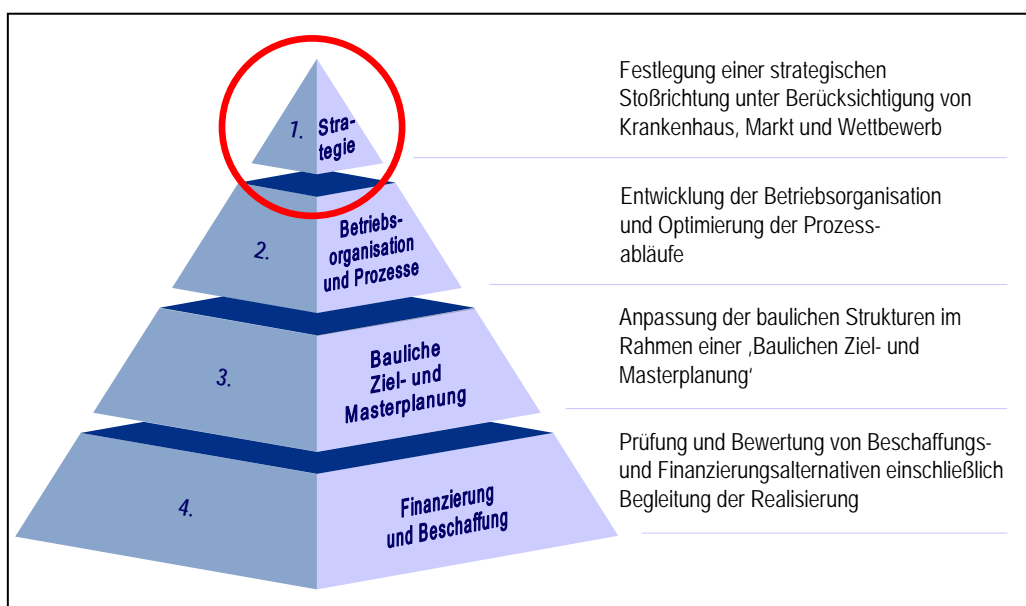 1. Stra-
tegie
Festlegung einer strategischen
Stoßrichtung unter Berücksichtigung von
Krankenhaus, Markt und Wettbewerb
2.
Betriebs-
organisation
und Prozesse
Entwicklung der Betriebsorganisation
und Optimierung der Prozess-
abläufe
3.
Bauliche
Ziel- und
Masterplanung
Anpassung der baulichen Strukturen im
Rahmen einer ‚Baulichen Ziel- und
Masterplanung‘
4.
Finanzierung
und Beschaffung
Prüfung und Bewertung von Beschaffungs-
und Finanzierungsalternativen einschließlich
Begleitung der Realisierung